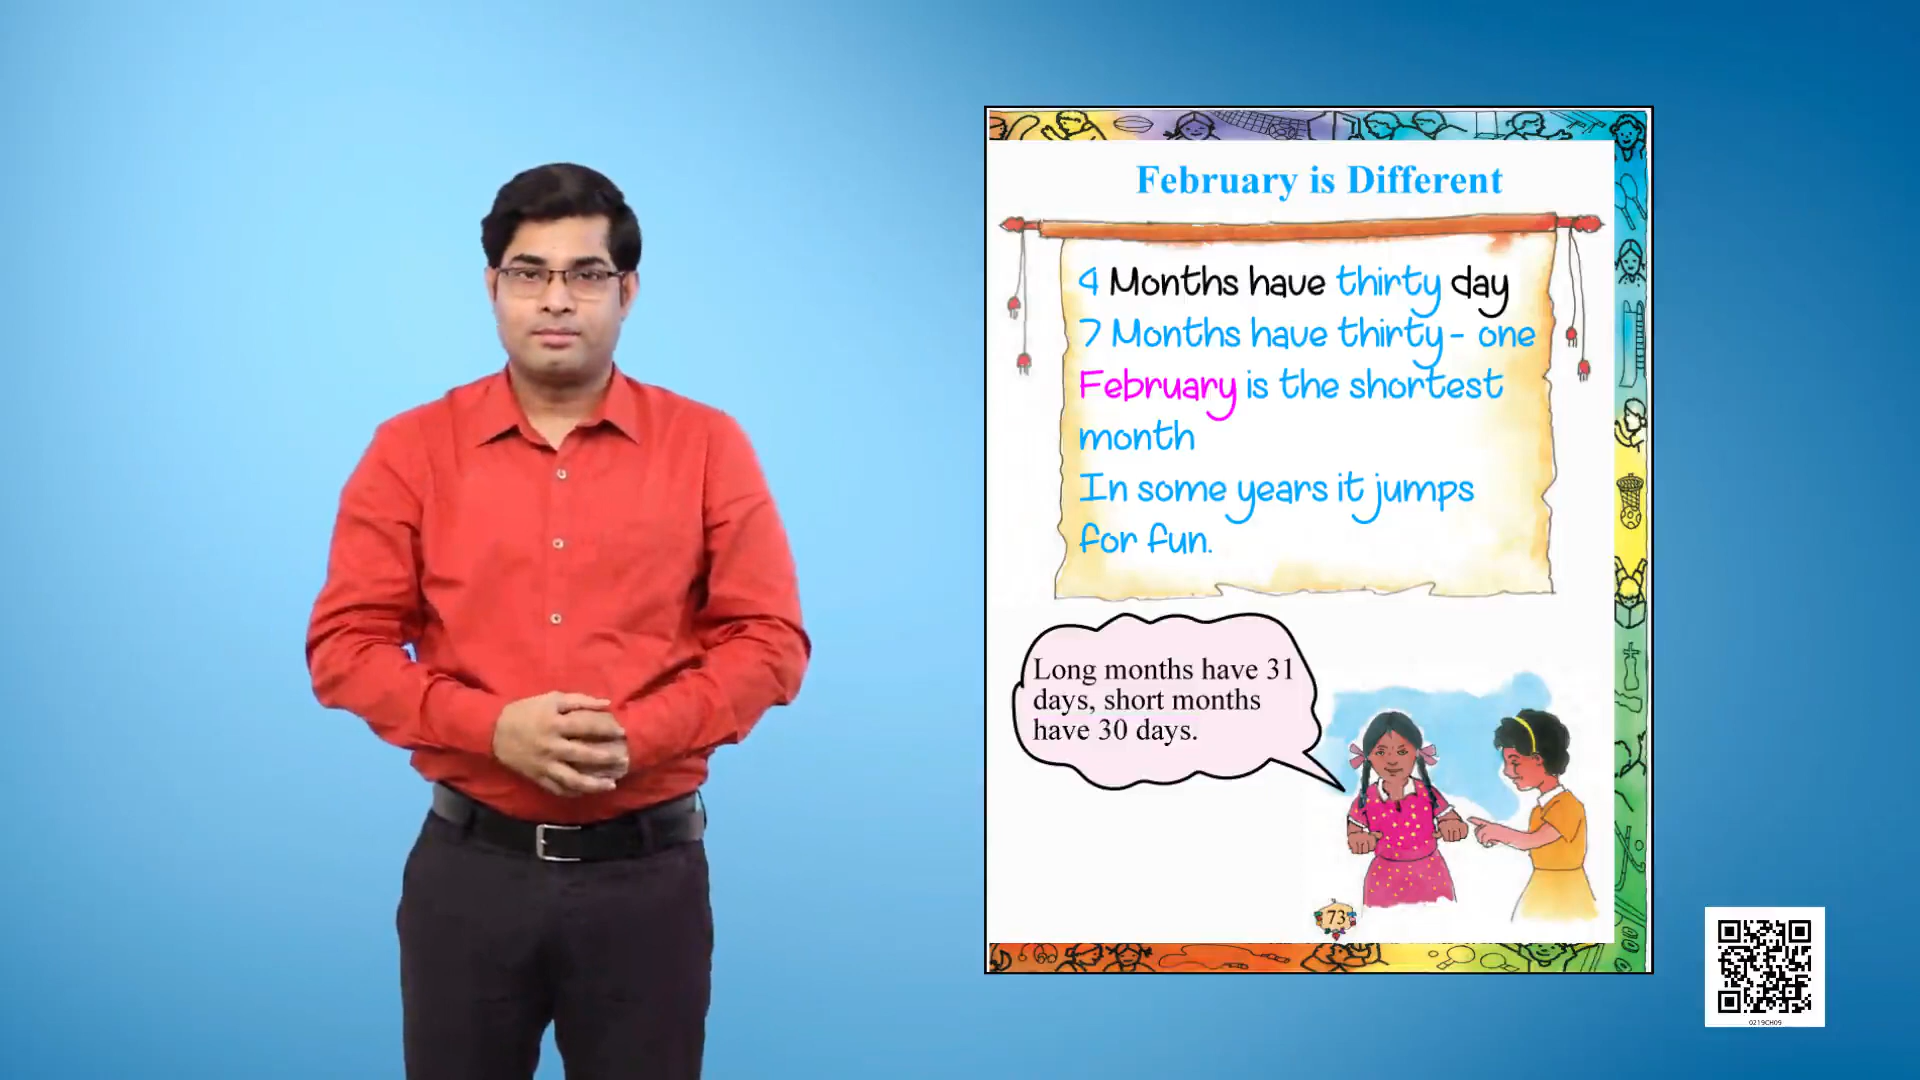 February is Different
4 Months have thirty day
7 Months have thirty - one
February is the shortest
month
In some years it jumps
for fun.
Long months have 31
days, short months
have 30 days.
73
0219CH09